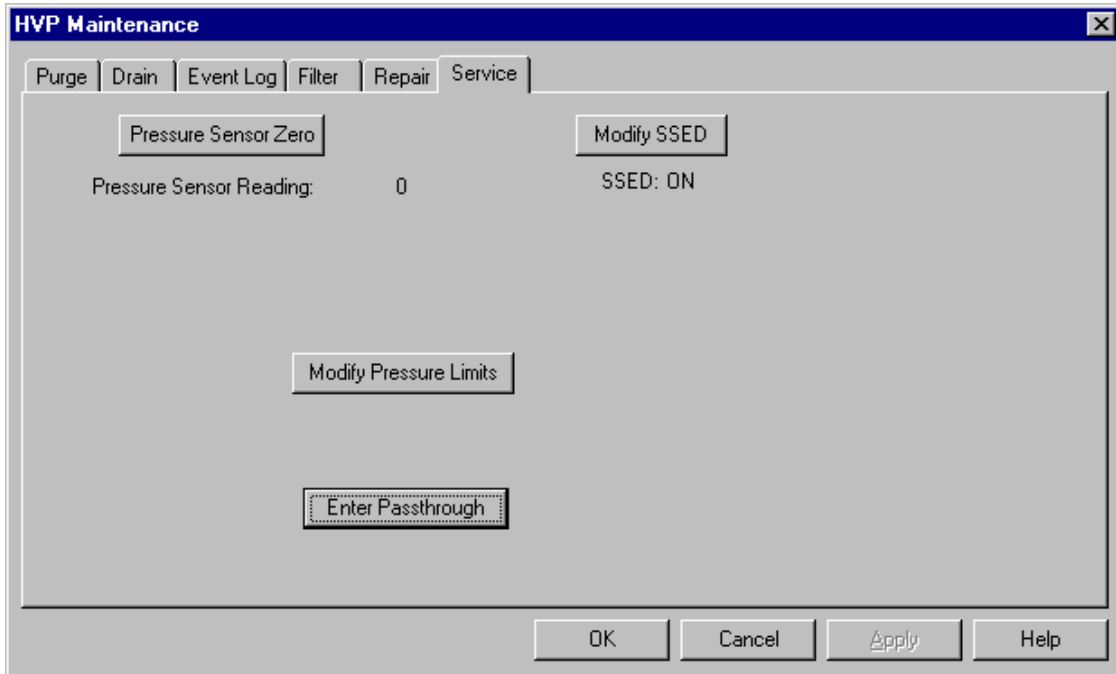 HVP Maintenance
Purge Drain Event Log Filter Repair Service
Pressure Sensor Zero Modify SSED
Pressure Sensor Reading: 0 SSED: ON
Modify Pressure Limits
Enter Passthrough
OK Cancel Apply Help